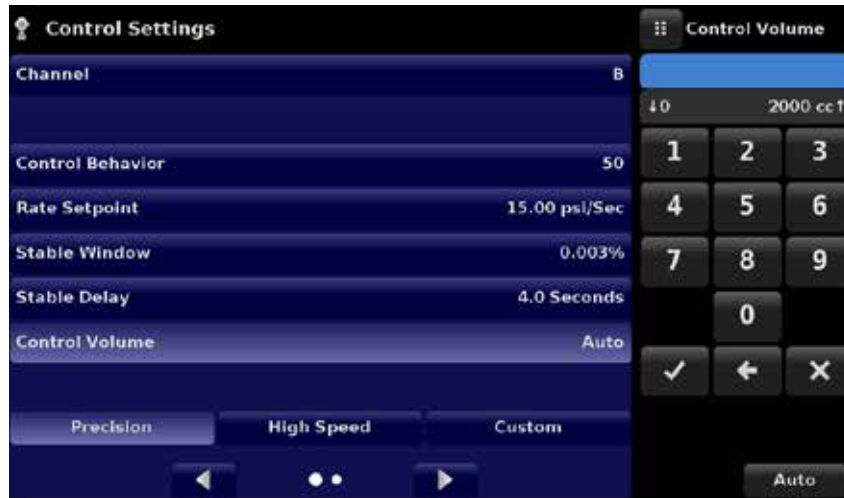 Control Settings
Control Volume
Channel B
↓0 2000 cc↑
Control Behavior 50
Rate Setpoint 15.00 psi/Sec
Stable Window 0.003%
Stable Delay 4.0 Seconds
Control Volume Auto
1 2 3
4 5 6
7 8 9
0
Precision High Speed Custom
Auto